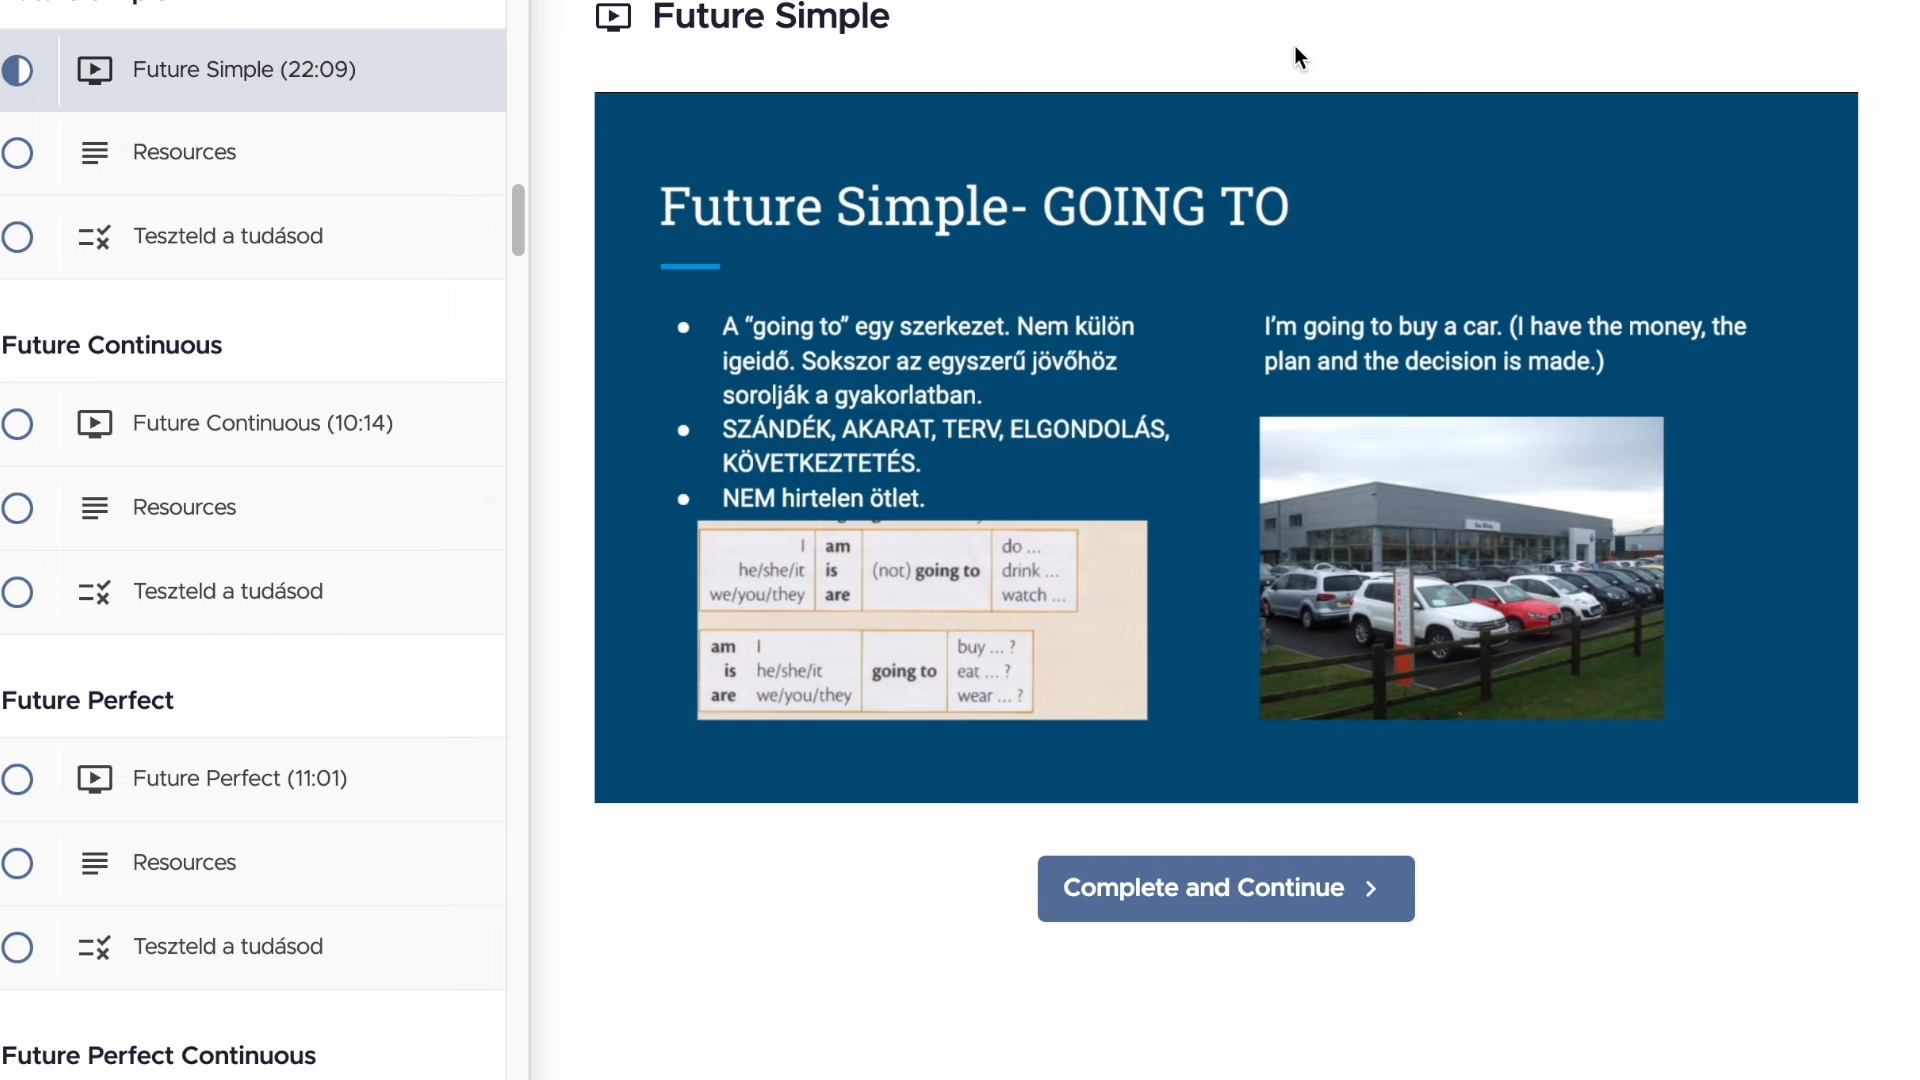 Future Simple (22:09)
Resources
Teszteld a tudásod
Future Continuous
Future Continuous (10:14)
Resources
Teszteld a tudásod
Future Perfect
Future Perfect (11:01)
Resources
Teszteld a tudásod
Future Perfect Continuous
Future Simple
Future Simple- GOING TO
A “going to” egy szerkezet. Nem külön
igeidő. Sokszor az egyszerű jövőhöz
sorolják a gyakorlatban.
SZÁNDÉK, AKARAT, TERV, ELGONDOLÁS,
KÖVETKEZTETÉS.
NEM hirtelen ötlet.
I am do ...
he/she/it is (not) going to drink ...
we/you/they are watch ...
am I buy ... ?
is he/she/it going to eat ... ?
are we/you/they wear ... ?
I’m going to buy a car. (I have the money, the
plan and the decision is made.)
Complete and Continue